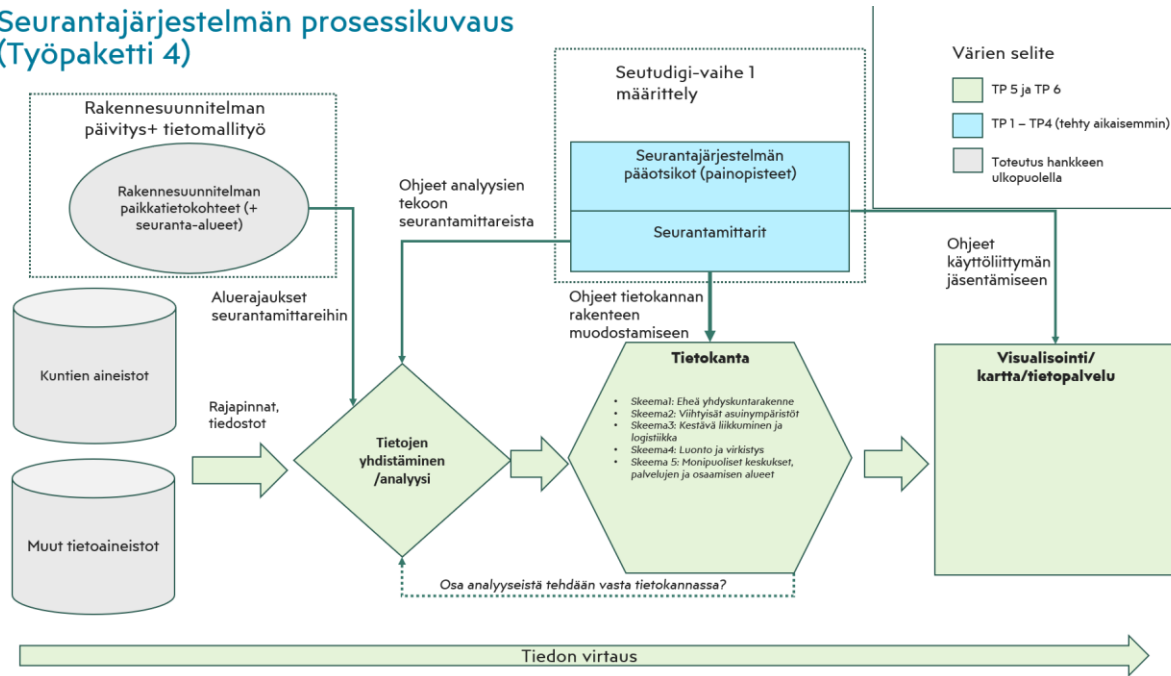 Seurantajärjestelmän prosessikuvaus
(Työpaketti 4)
Rakennesuunnitelman
päivitys+ tietomallityö
Rakennesuunnitelman
paikkatietokohteet (+
seuranta-alueet)
Kuntien aineistot
Muut tietoaineistot
Aluerajaukset
seurantamittareihin
Rajapinnat,
tiedostot
Ohjeet analyysien
tekoon
seurantamittareista
Tietojen
yhdistäminen
/analyysi
Seutudigi-vaihe 1
määrittely
Seurantajärjestelmän
pääotsikot (painopisteet)
Seurantamittarit
Ohjeet tietokannan
rakenteen
muodostamiseen
Tietokanta
• Skeema1: Eheä yhdyskuntarakenne
• Skeema2: Viihtyisät asuinympäristöt
• Skeema3: Kestävä liikkuminen ja
logistiikka
• Skeema4: Luonto ja virkistys
• Skeema 5: Monipuoliset keskukset,
palvelujen ja osaamisen alueet
Osa analyyseistä tehdään vasta tietokannassa?
Värien selite
TP 5 ja TP 6
TP 1 – TP4 (tehty aikaisemmin)
Toteutus hankkeen
ulkopuolella
Ohjeet
käyttöliittymän
jäsentämiseen
Visualisointi/
kartta/tietopalvelu
Tiedon virtaus